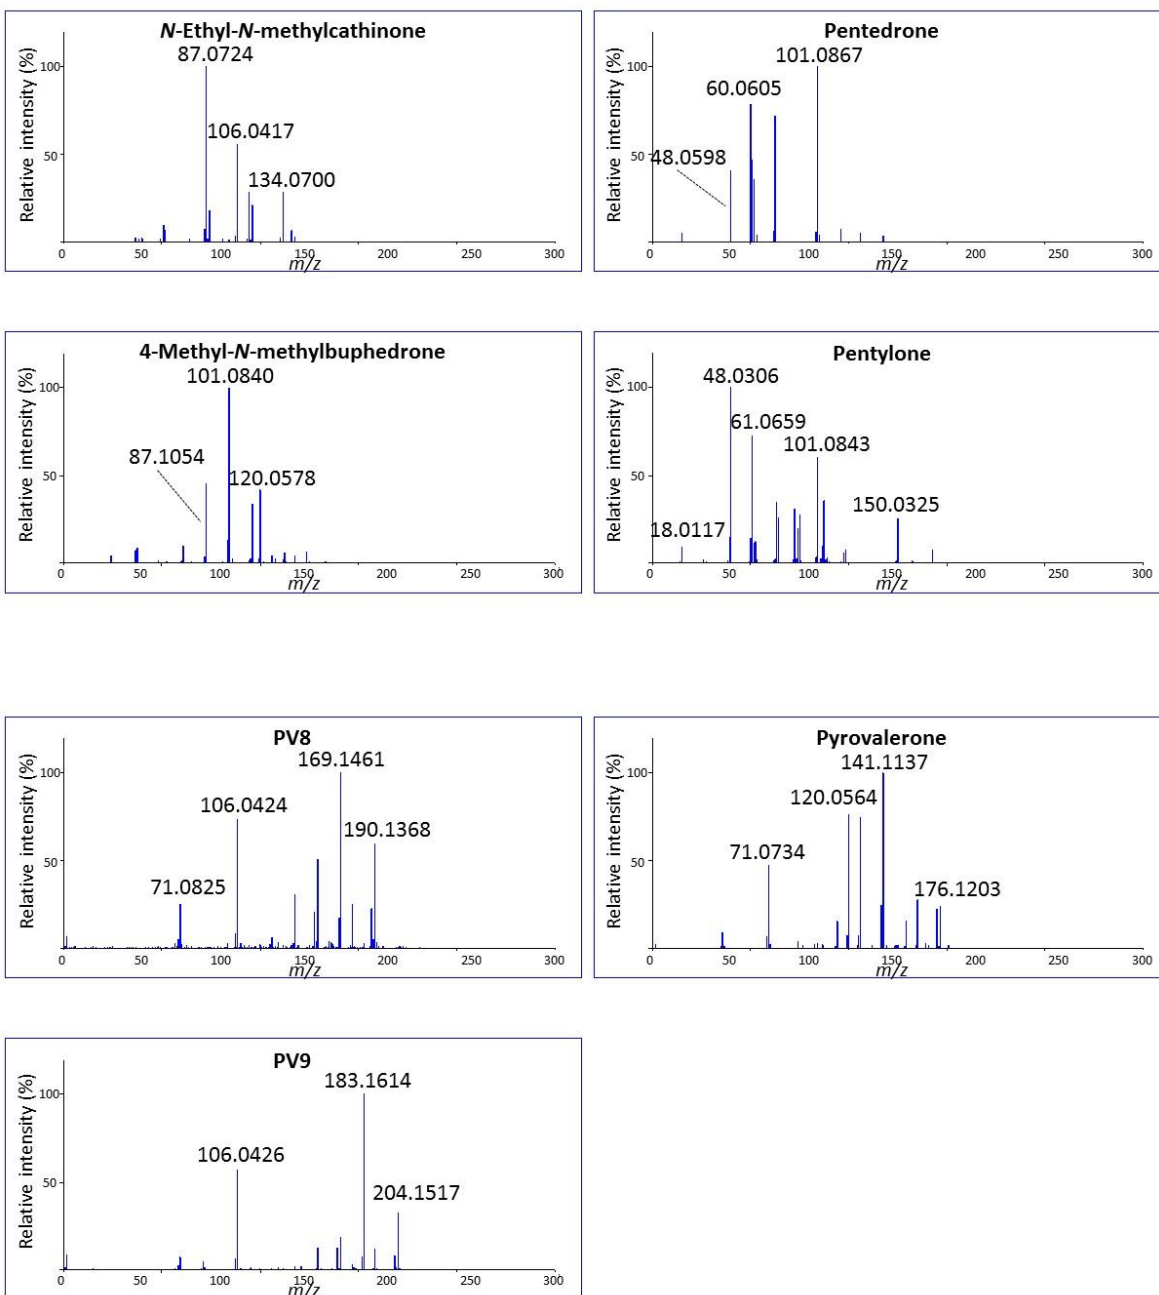 N-Ethyl-N-methylcathinone
Relative intensity (%)
100
50
87.0724
106.0417
134.0700
0 50 100 150 200 250 300
m/z
Pentedrone
Relative intensity (%)
100
50
101.0867
60.0605
48.0598
0 50 100 150 200 250 300
m/z
4-Methyl-N-methylbuphedrone
Relative intensity (%)
100
50
101.0840
87.1054
120.0578
0 50 100 150 200 250 300
m/z
Pentylone
Relative intensity (%)
100
50
48.0306
61.0659
101.0843
150.0325
18.0117
0 50 100 150 200 250 300
m/z
PV8
Relative intensity (%)
100
50
169.1461
106.0424
190.1368
71.0825
0 50 100 150 200 250 300
m/z
Pyrovalerone
Relative intensity (%)
100
50
141.1137
120.0564
71.0734
176.1203
0 50 100 150 200 250 300
m/z
PV9
Relative intensity (%)
100
50
183.1614
106.0426
204.1517
0 50 100 150 200 250 300
m/z